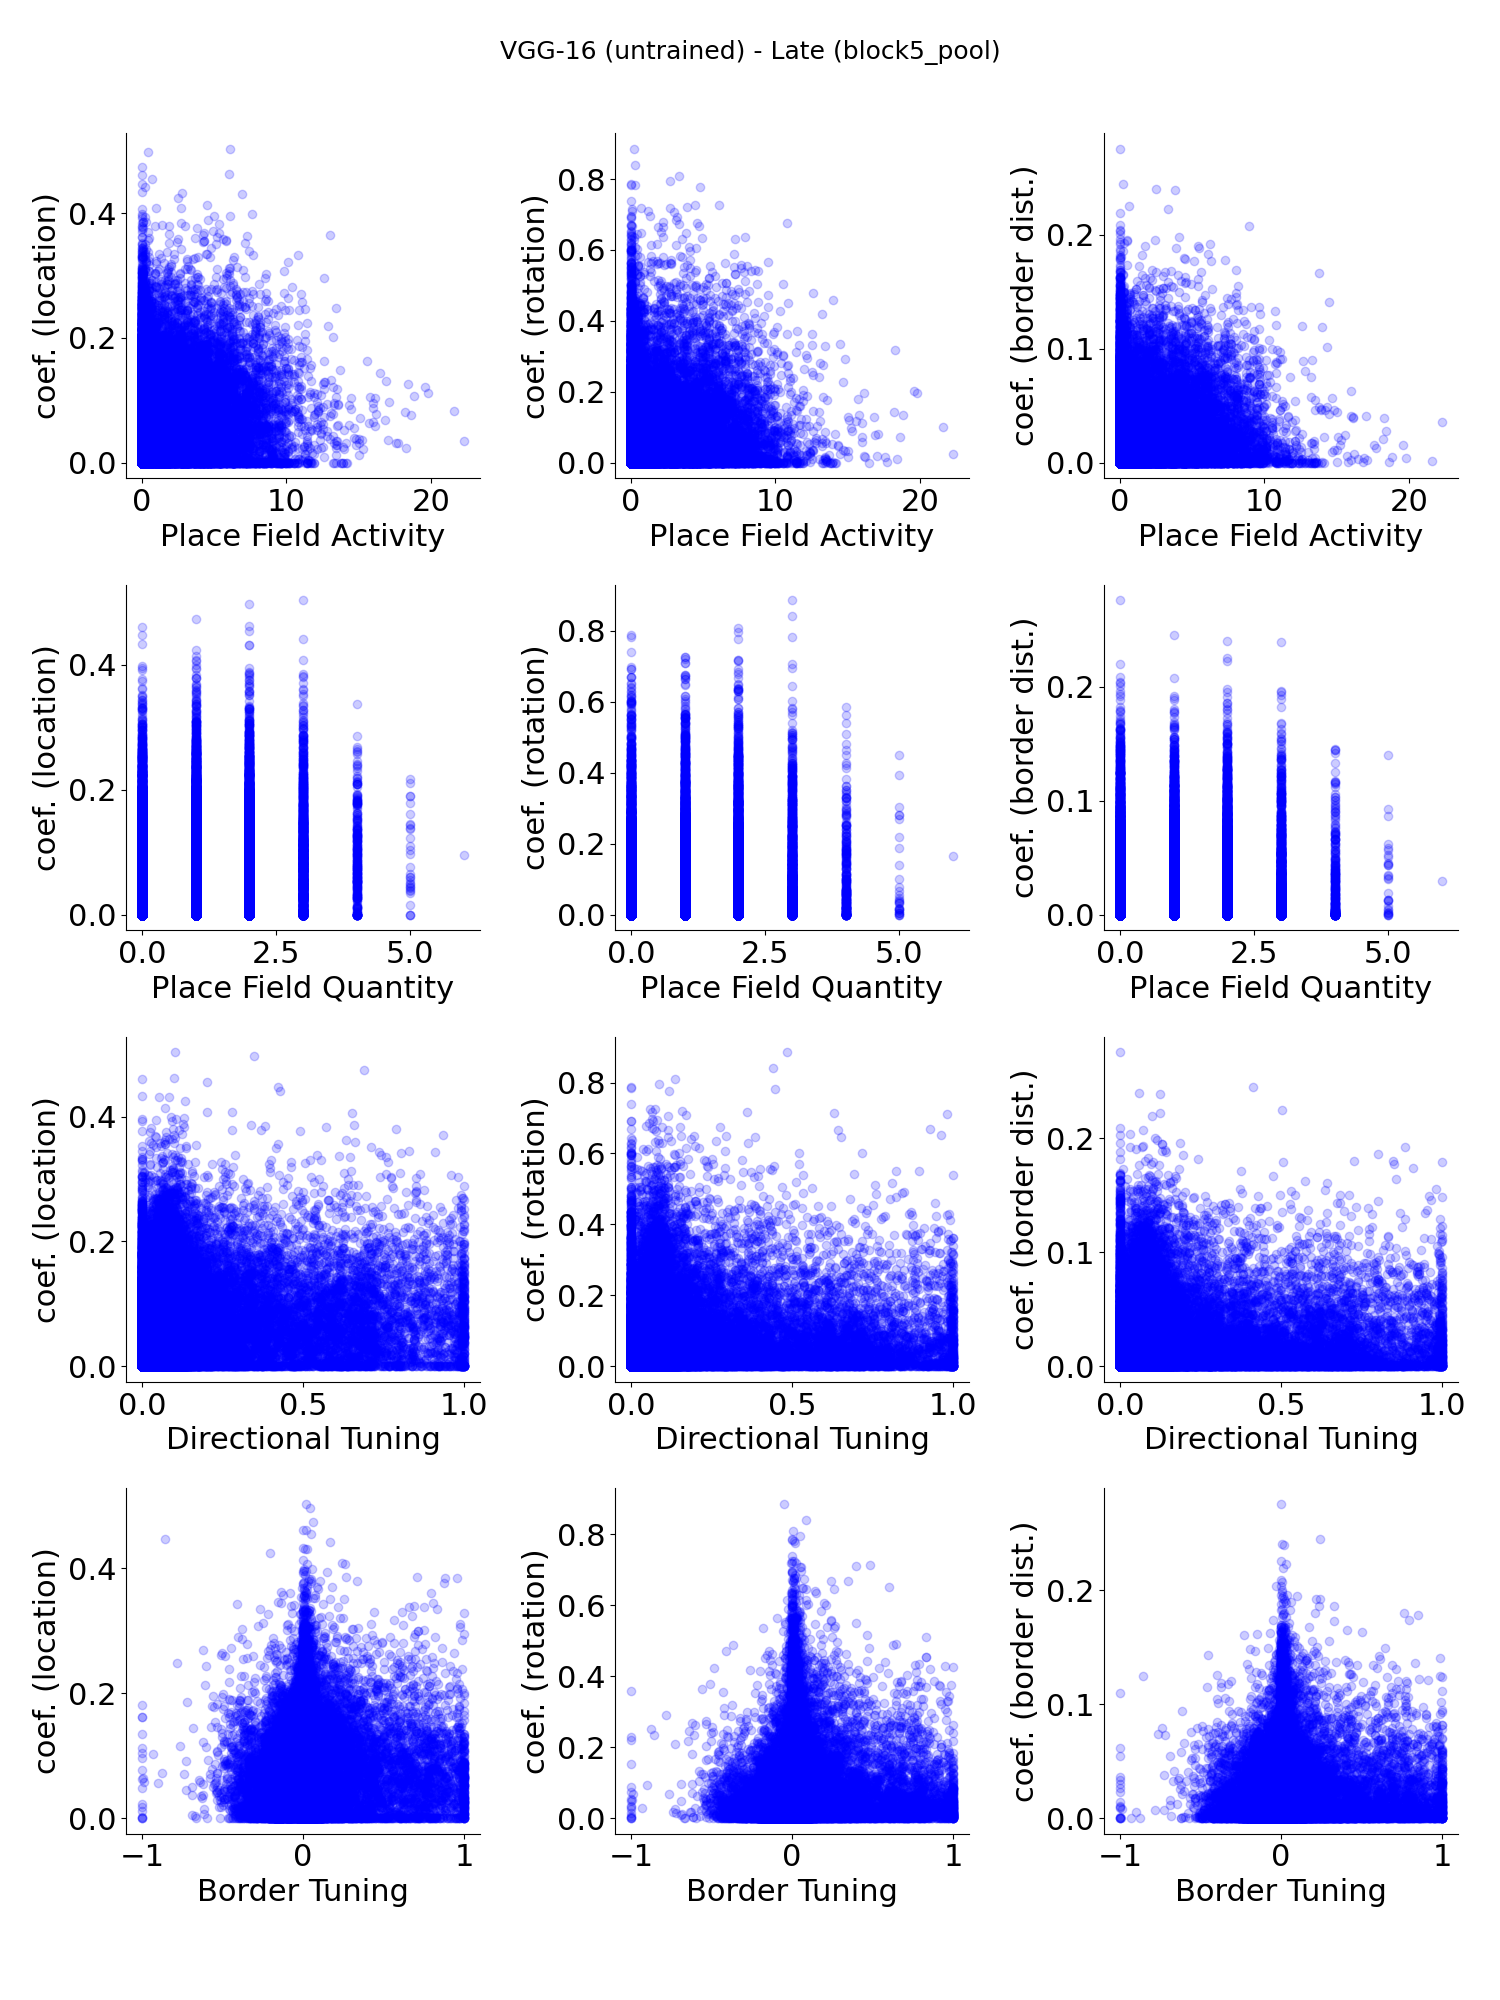 VGG-16 (untrained) - Late (block5_pool)
coef. (location)
0.4
0.2
0.0
0 10 20
Place Field Activity
coef. (rotation)
0.8
0.6
0.4
0.2
0.0
0 10 20
Place Field Activity
coef. (border dist.)
0.2
0.1
0.0
0 10 20
Place Field Activity
coef. (location)
0.4
0.2
0.0
0.0 2.5 5.0
Place Field Quantity
coef. (rotation)
0.8
0.6
0.4
0.2
0.0
0.0 2.5 5.0
Place Field Quantity
coef. (border dist.)
0.2
0.1
0.0
0.0 2.5 5.0
Place Field Quantity
coef. (location)
0.4
0.2
0.0
0.0 0.5 1.0
Directional Tuning
coef. (rotation)
0.8
0.6
0.4
0.2
0.0
0.0 0.5 1.0
Directional Tuning
coef. (border dist.)
0.2
0.1
0.0
0.0 0.5 1.0
Directional Tuning
coef. (location)
0.4
0.2
0.0
−1 0 1
Border Tuning
coef. (rotation)
0.8
0.6
0.4
0.2
0.0
−1 0 1
Border Tuning
coef. (border dist.)
0.2
0.1
0.0
−1 0 1
Border Tuning